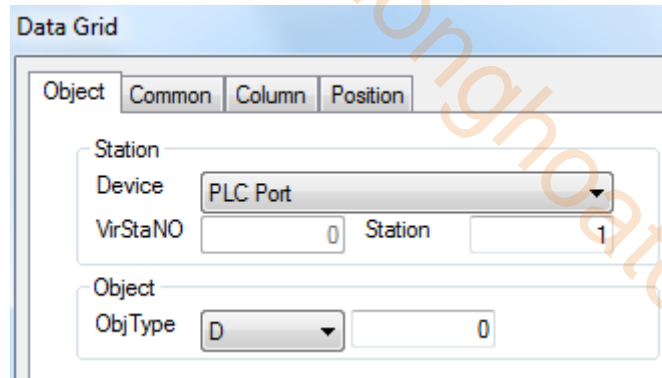 Data Grid
Object Common Column Position
Station
Device PLC Port
VirStaNO 0 Station 1
Object
ObjType D 0